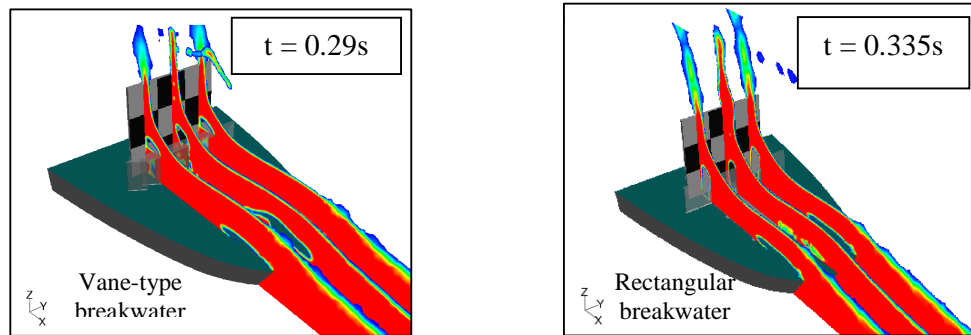 t = 0.29s
Vane-type
breakwater
Z
Y
X
t = 0.335s
Rectangular
breakwater
Z
Y
X